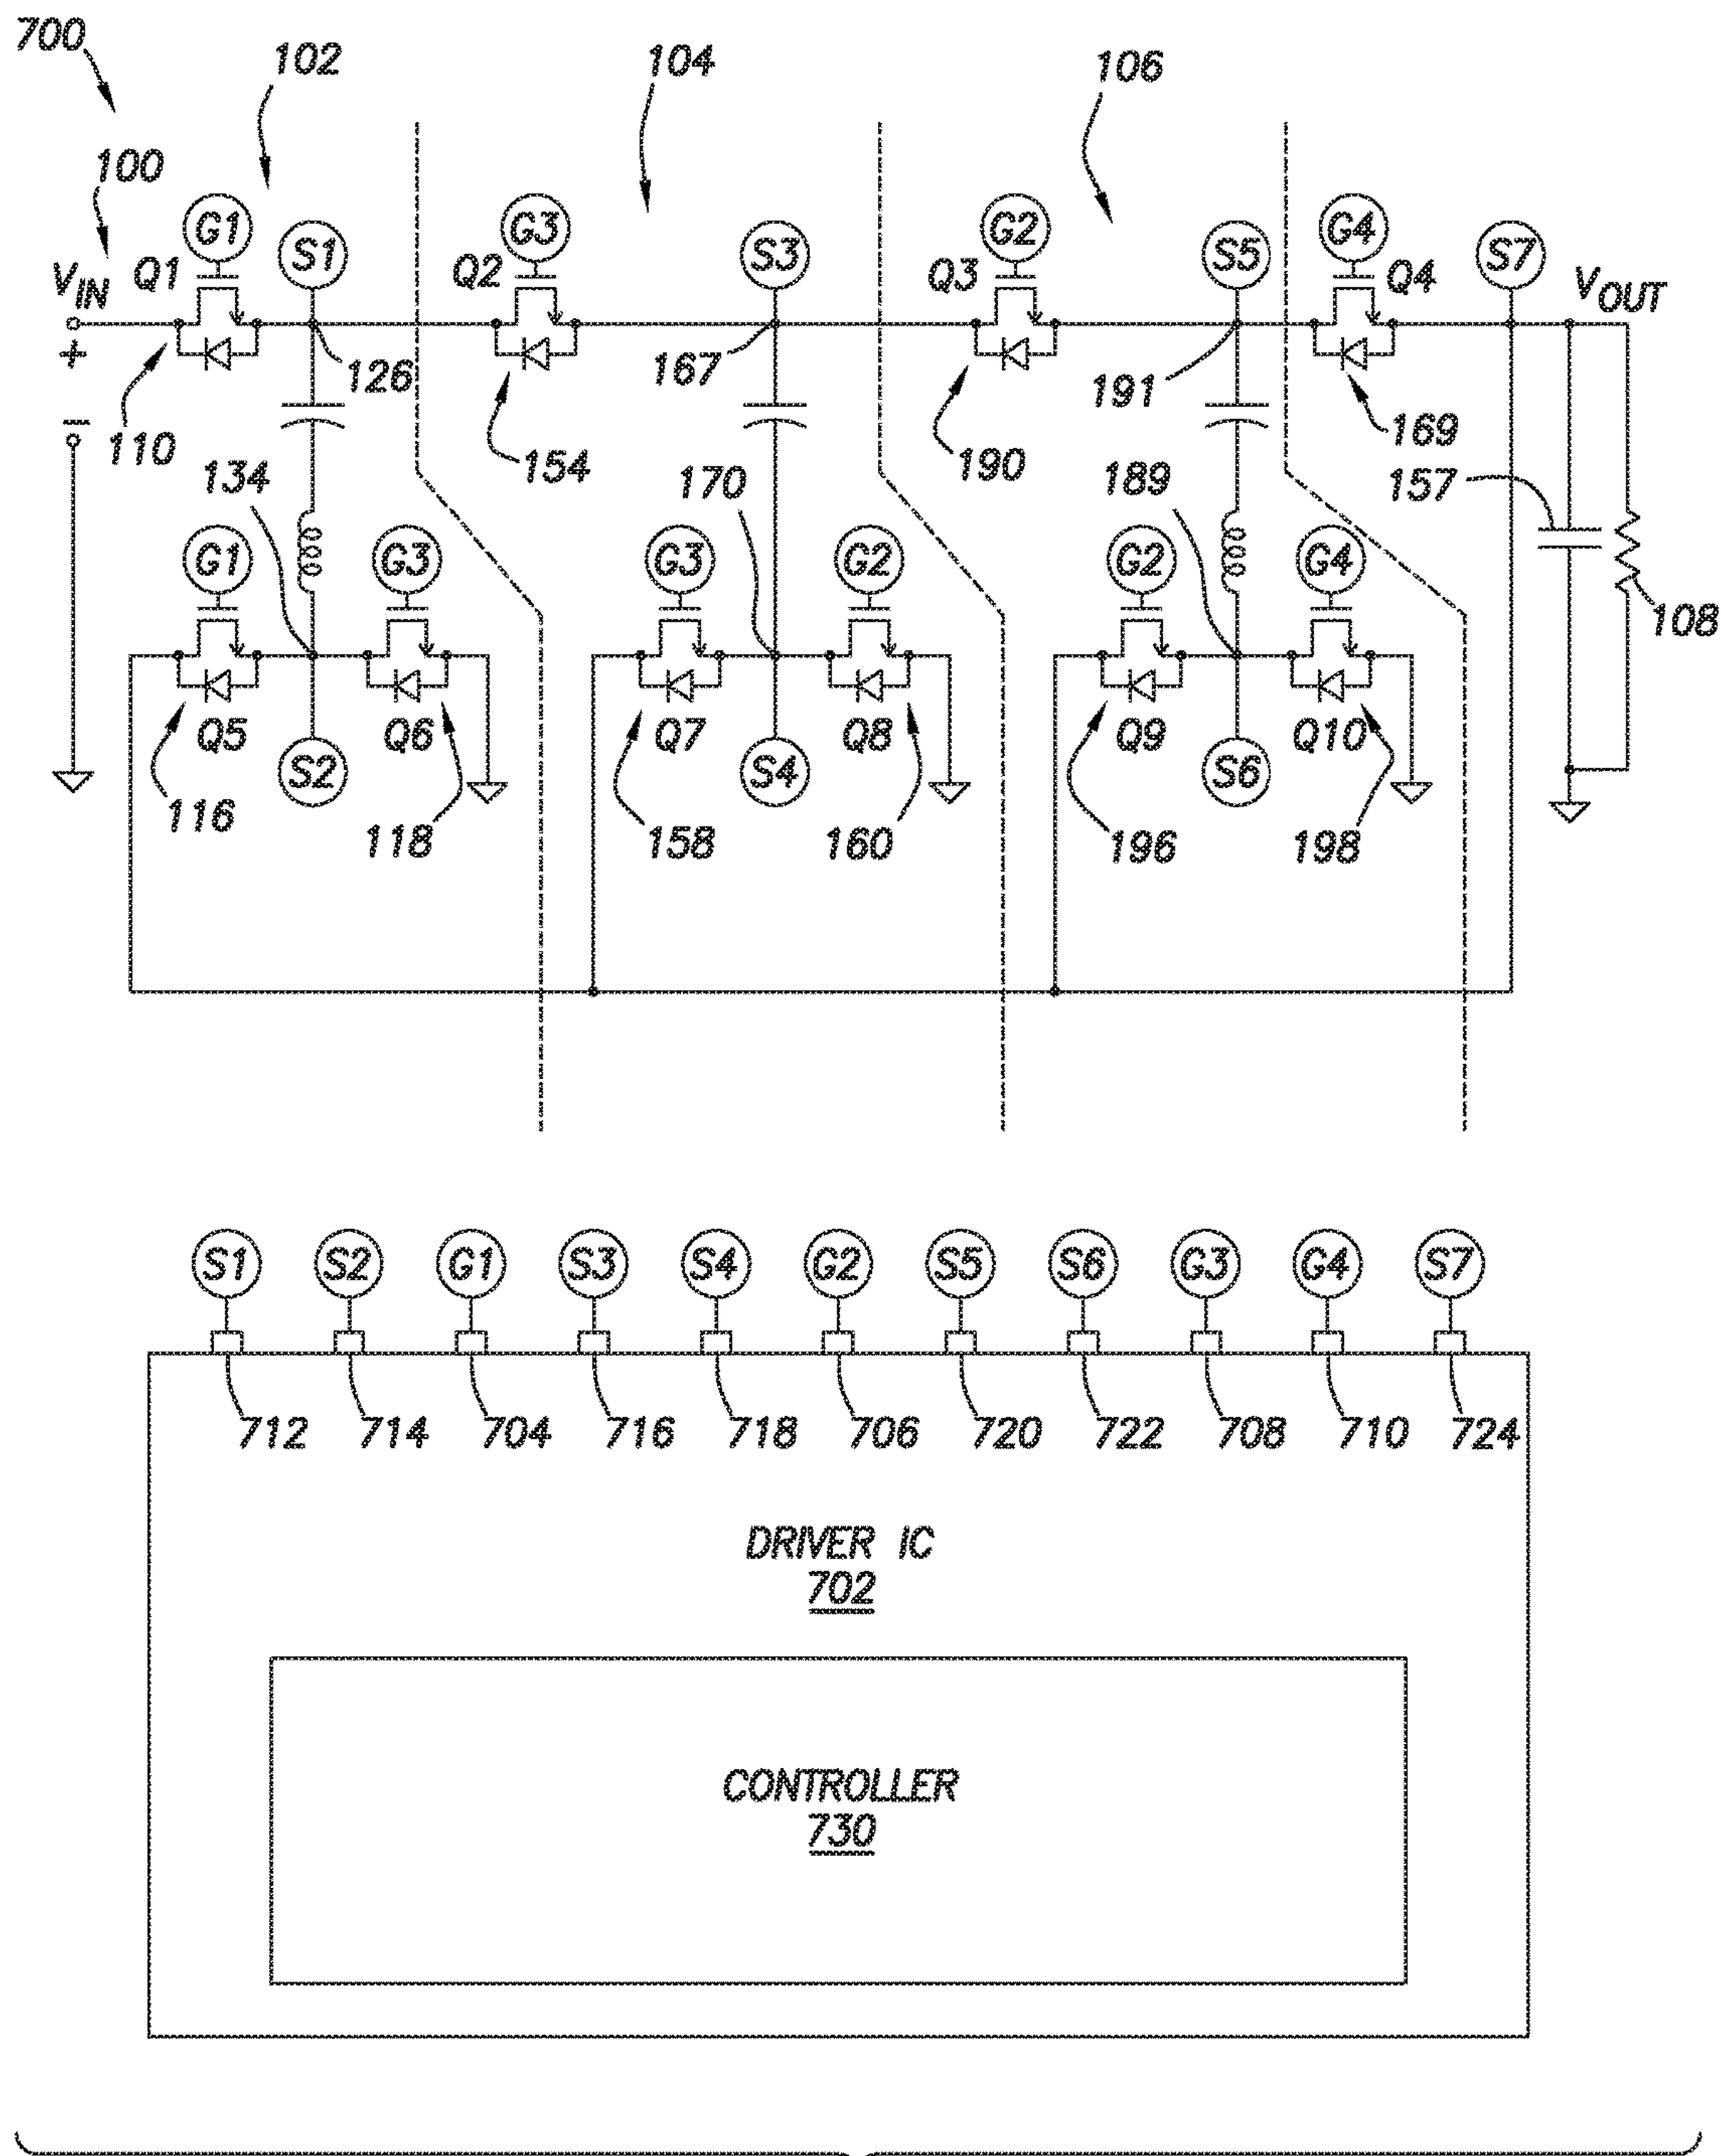 700
102
104
106
100
G1
S1
G3
S3
G2
S5
G4
S7
VIN
Q1
Q2
Q3
Q4
VOUT
+
126
167
191
-
110
154
190
169
134
170
189
157
G1
G3
G3
G2
G2
G4
108
Q5
S2
Q6
Q7
S4
Q8
Q9
S6
Q10
116
118
158
160
196
198
S1 S2 G1 S3 S4 G2 S5 S6 G3 G4 S7
712 714 704 716 718 706 720 722 708 710 724
DRIVER IC
702
CONTROLLER
730